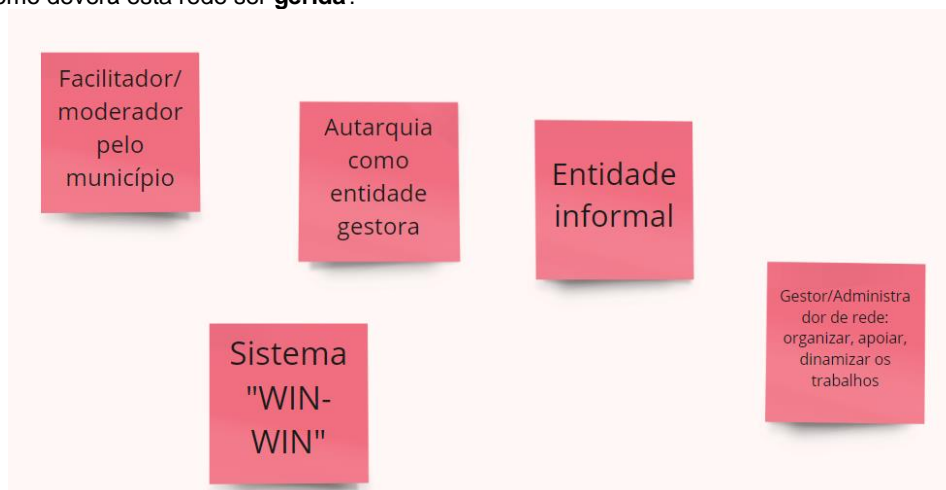 omo deverá esta rede ser gerida?
Facilitador/
moderador
pelo
município
Autarquia
como
entidade
gestora
Entidade
informal
Gestor/Administra
dor de rede:
organizar, apoiar,
dinamizar os
trabalhos
Sistema
"WIN-
WIN"